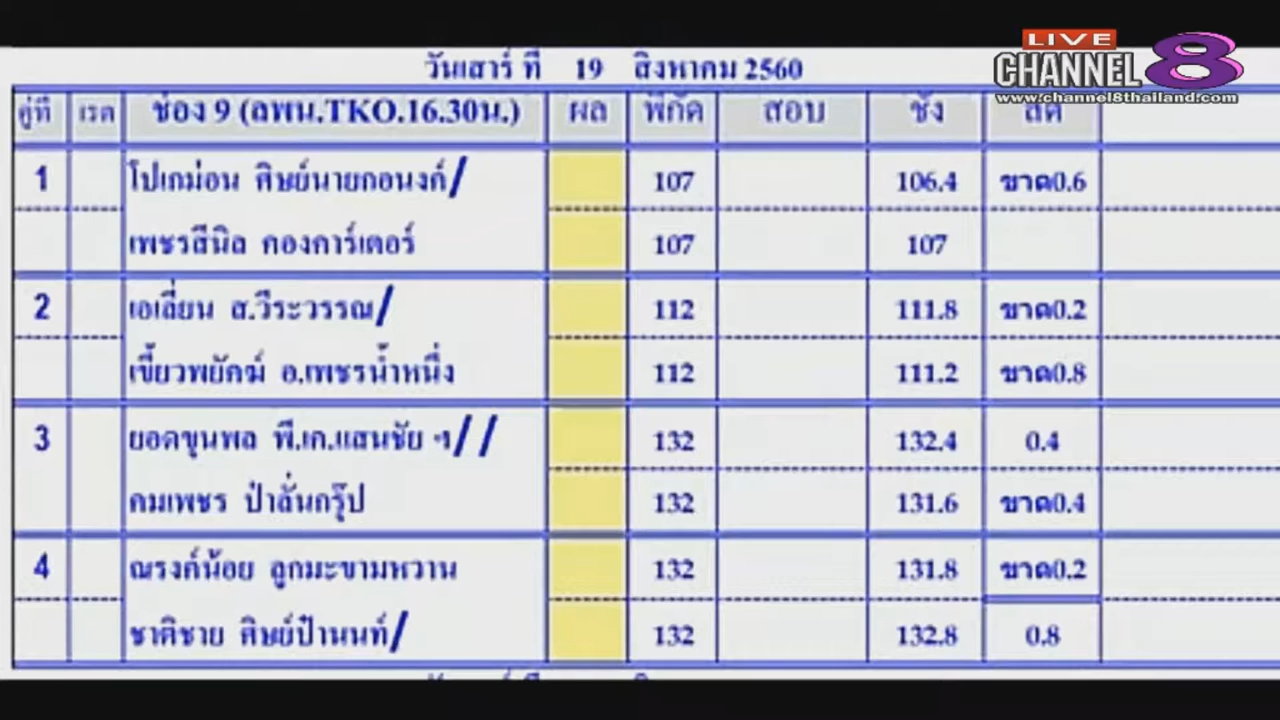 LIVE
CHANNEL 8
www.channel8thailand.com
วันเสาร์ ที่ 19 สิงหาคม 2560
คู่ที่ เรต ช่อง 9 (ลพน.TKO.16.30น.) ผล พิกัด สอบ ชั่ง ลด
1 โปเกม่อน ศิษย์นายกอนงก์/ 107 106.4 ขาด0.6
เพชรสีนิล กองคาร์เตอร์ 107 107
2 เอเลี่ยน ส.วีระวรรณ/ 112 111.8 ขาด0.2
เขี้ยวพยัคฆ์ อ.เพชรน้ำหนึ่ง 112 111.2 ขาด0.8
3 ยอดขุนพล พี.เค.แสนชัย ฯ// 132 132.4 0.4
คมเพชร ป๋าลั่นกรุ๊ป 132 131.6 ขาด0.4
4 ณรงค์น้อย ลูกมะขามหวาน 132 131.8 ขาด0.2
ชาติชาย ศิษย์ป๋านนท์/ 132 132.8 0.8